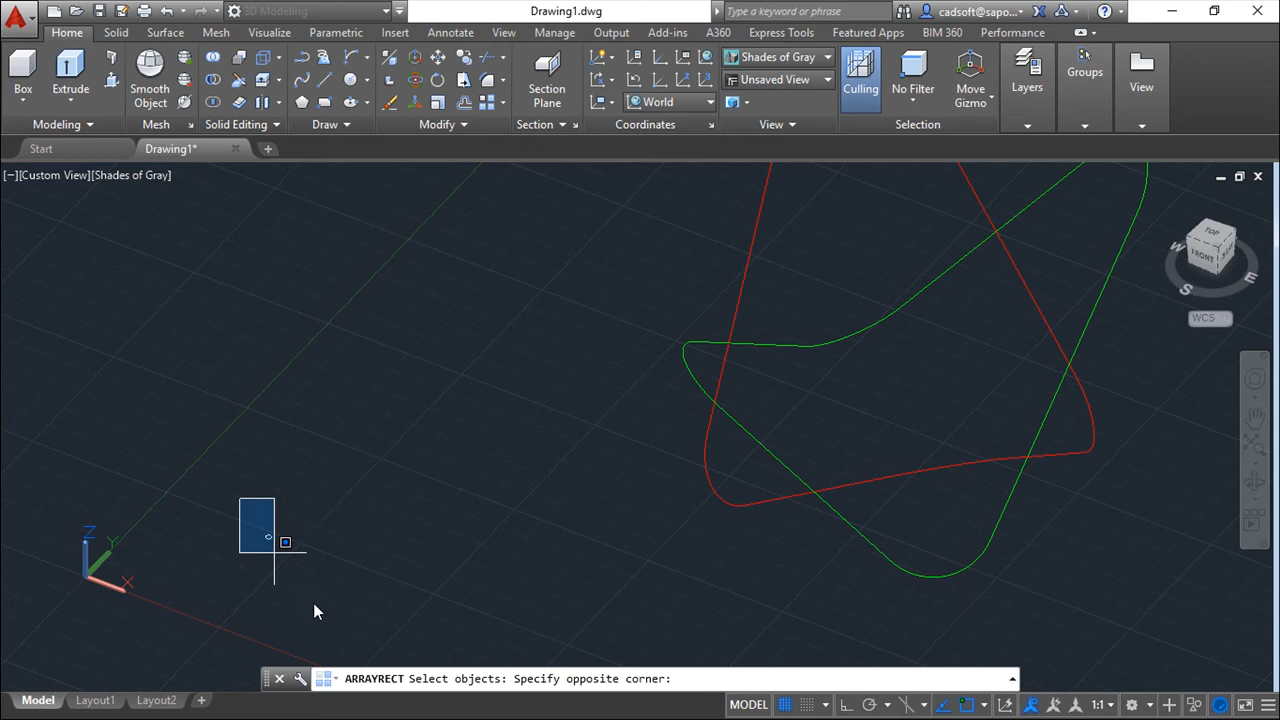 3D Modeling
Drawing1.dwg
Type a keyword or phrase
cadsoft@sapo...
Home Solid Surface Mesh Visualize Parametric Insert Annotate View Manage Output Add-ins A360 Express Tools Featured Apps BIM 360 Performance
Box
Extrude
Smooth
Object
Section
Plane
World
Shades of Gray
Unsaved View
Culling
No Filter
Move
Gizmo
Layers
Groups
View
Modeling
Mesh
Solid Editing
Draw
Modify
Section
Coordinates
View
Selection
Start
Drawing1*
[−][Custom View][Shades of Gray]
TOP
FRONT
W
S
E
WCS
Z
Y
X
ARRAYRECT Select objects: Specify opposite corner:
Model Layout1 Layout2
MODEL
1:1